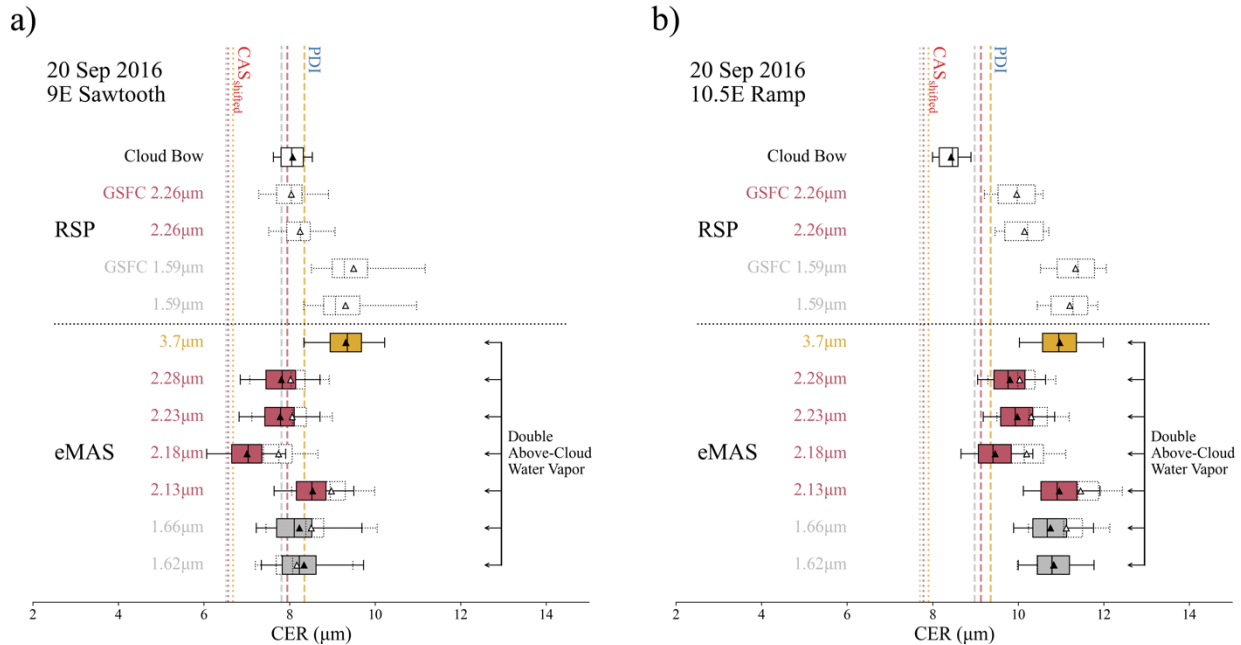 a)
20 Sep 2016
9E Sawtooth
CAS shifted
PDI
Cloud Bow
GSFC 2.26μm
RSP
2.26μm
GSFC 1.59μm
1.59μm
3.7μm
2.28μm
2.23μm
eMAS
2.18μm
2.13μm
1.66μm
1.62μm
Double
Above-Cloud
Water Vapor
2 4 6 8 10 12 14
CER (μm)
b)
20 Sep 2016
10.5E Ramp
CAS shifted
PDI
Cloud Bow
GSFC 2.26μm
RSP
2.26μm
GSFC 1.59μm
1.59μm
3.7μm
2.28μm
2.23μm
eMAS
2.18μm
2.13μm
1.66μm
1.62μm
Double
Above-Cloud
Water Vapor
2 4 6 8 10 12 14
CER (μm)